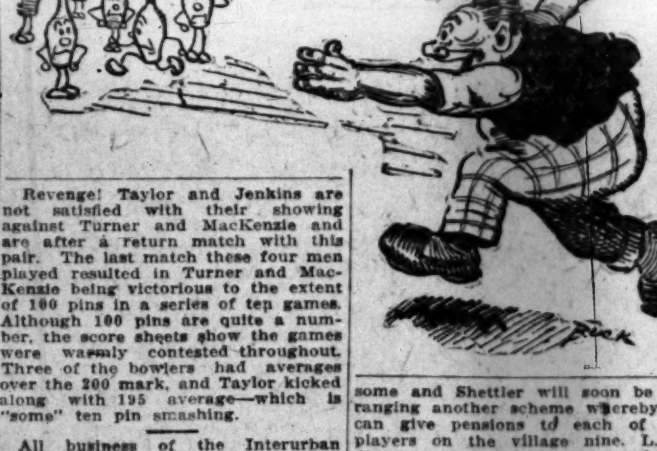 Revenge! Taylor and Jenkins are
not satisfied with their showing
against Turner and MacKenzie and
are after a return match with this
pair. The last match these four men
played resulted in Turner and Mac-
Kenzie being victorious to the extent
of 100 pins in a series of ten games.
Although 100 pins are quite a num-
ber, the score sheets show the games
were warmly contested throughout.
Three of the bowlers had averages
over the 200 mark, and Taylor kicked
along with 195 average—which is
"some" ten pin smashing.
All business of the Interurban
BUCK
some and Shettler will soon be
ranging another scheme whereby
can give pensions to each of
players on the village nine. L.